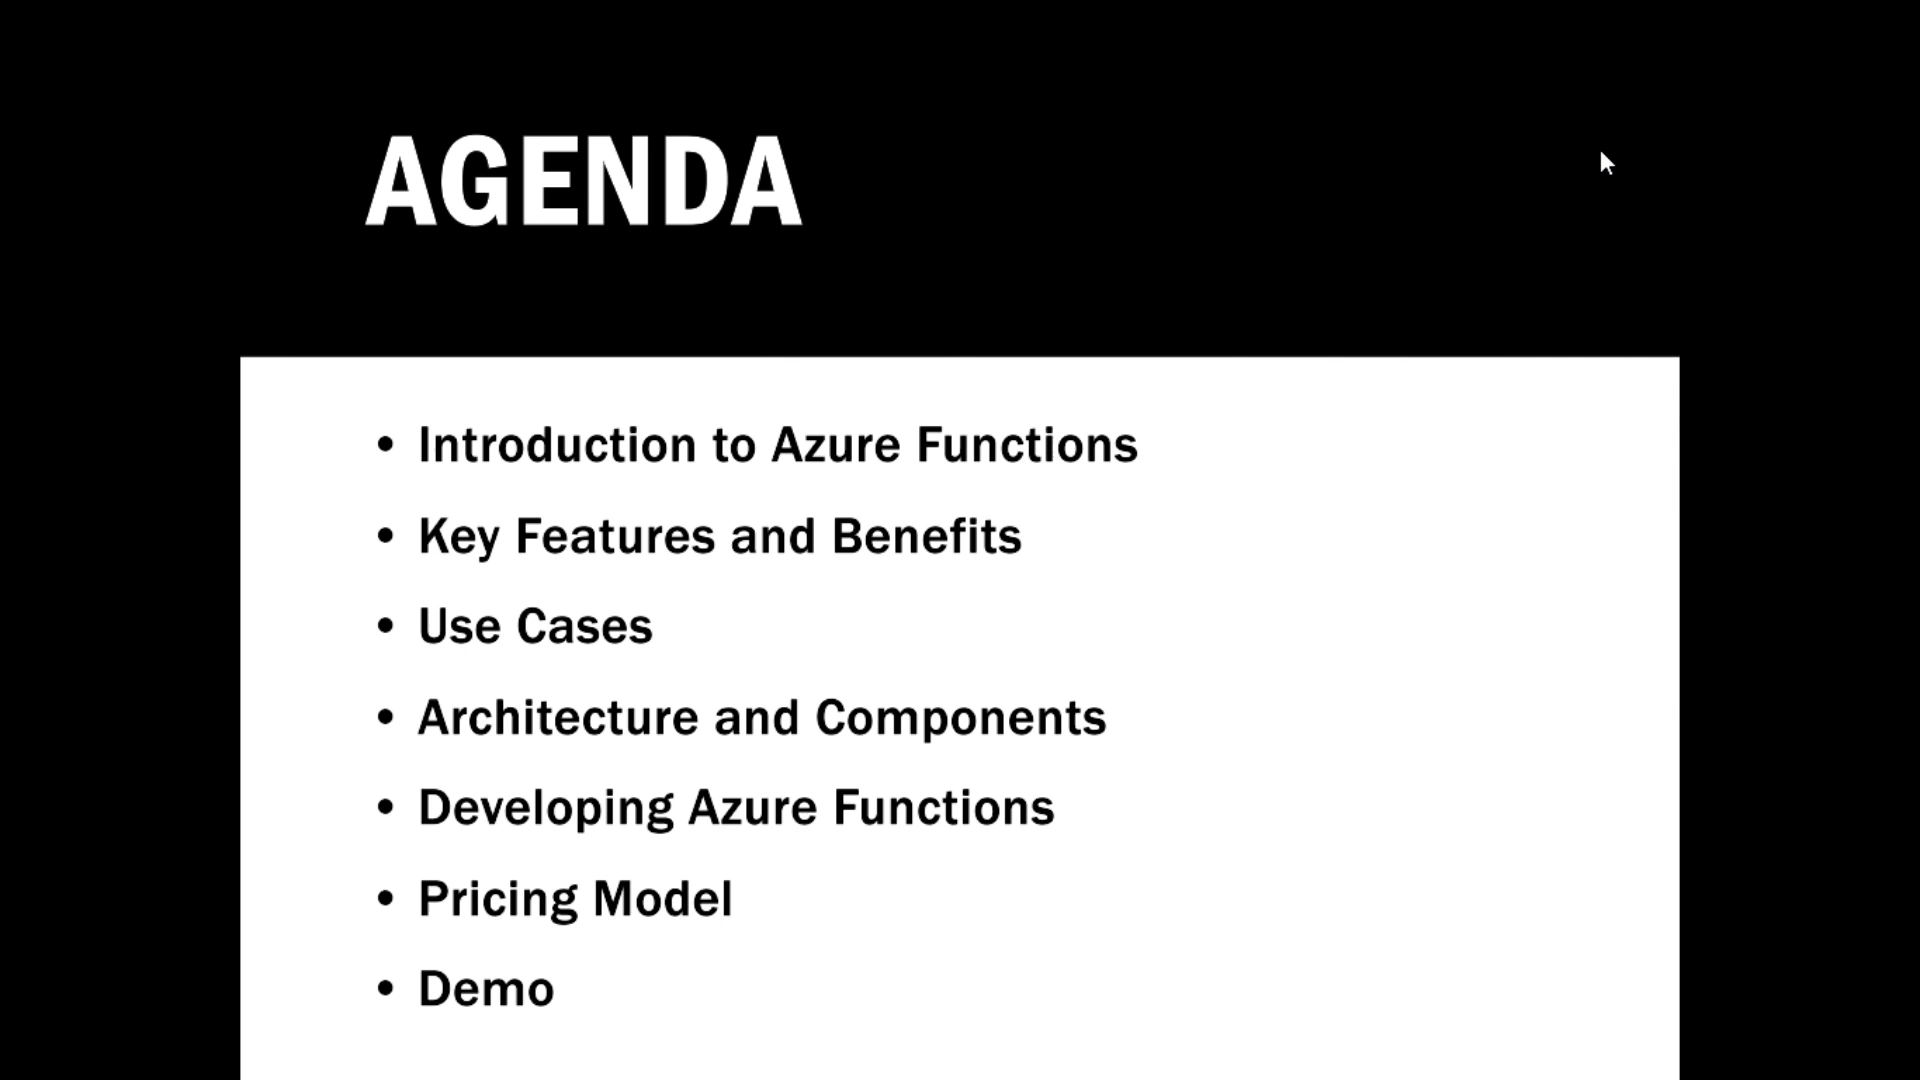 AGENDA
• Introduction to Azure Functions
• Key Features and Benefits
• Use Cases
• Architecture and Components
• Developing Azure Functions
• Pricing Model
• Demo